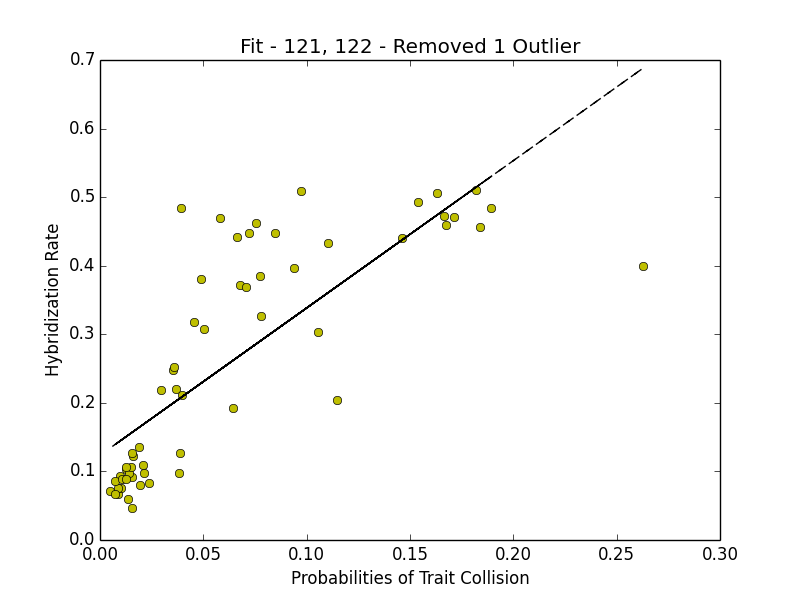 Fit - 121, 122 - Removed 1 Outlier
0.7
0.6
0.5
0.4
0.3
0.2
0.1
0.0
Hybridization Rate
0.00 0.05 0.10 0.15 0.20 0.25 0.30
Probabilities of Trait Collision